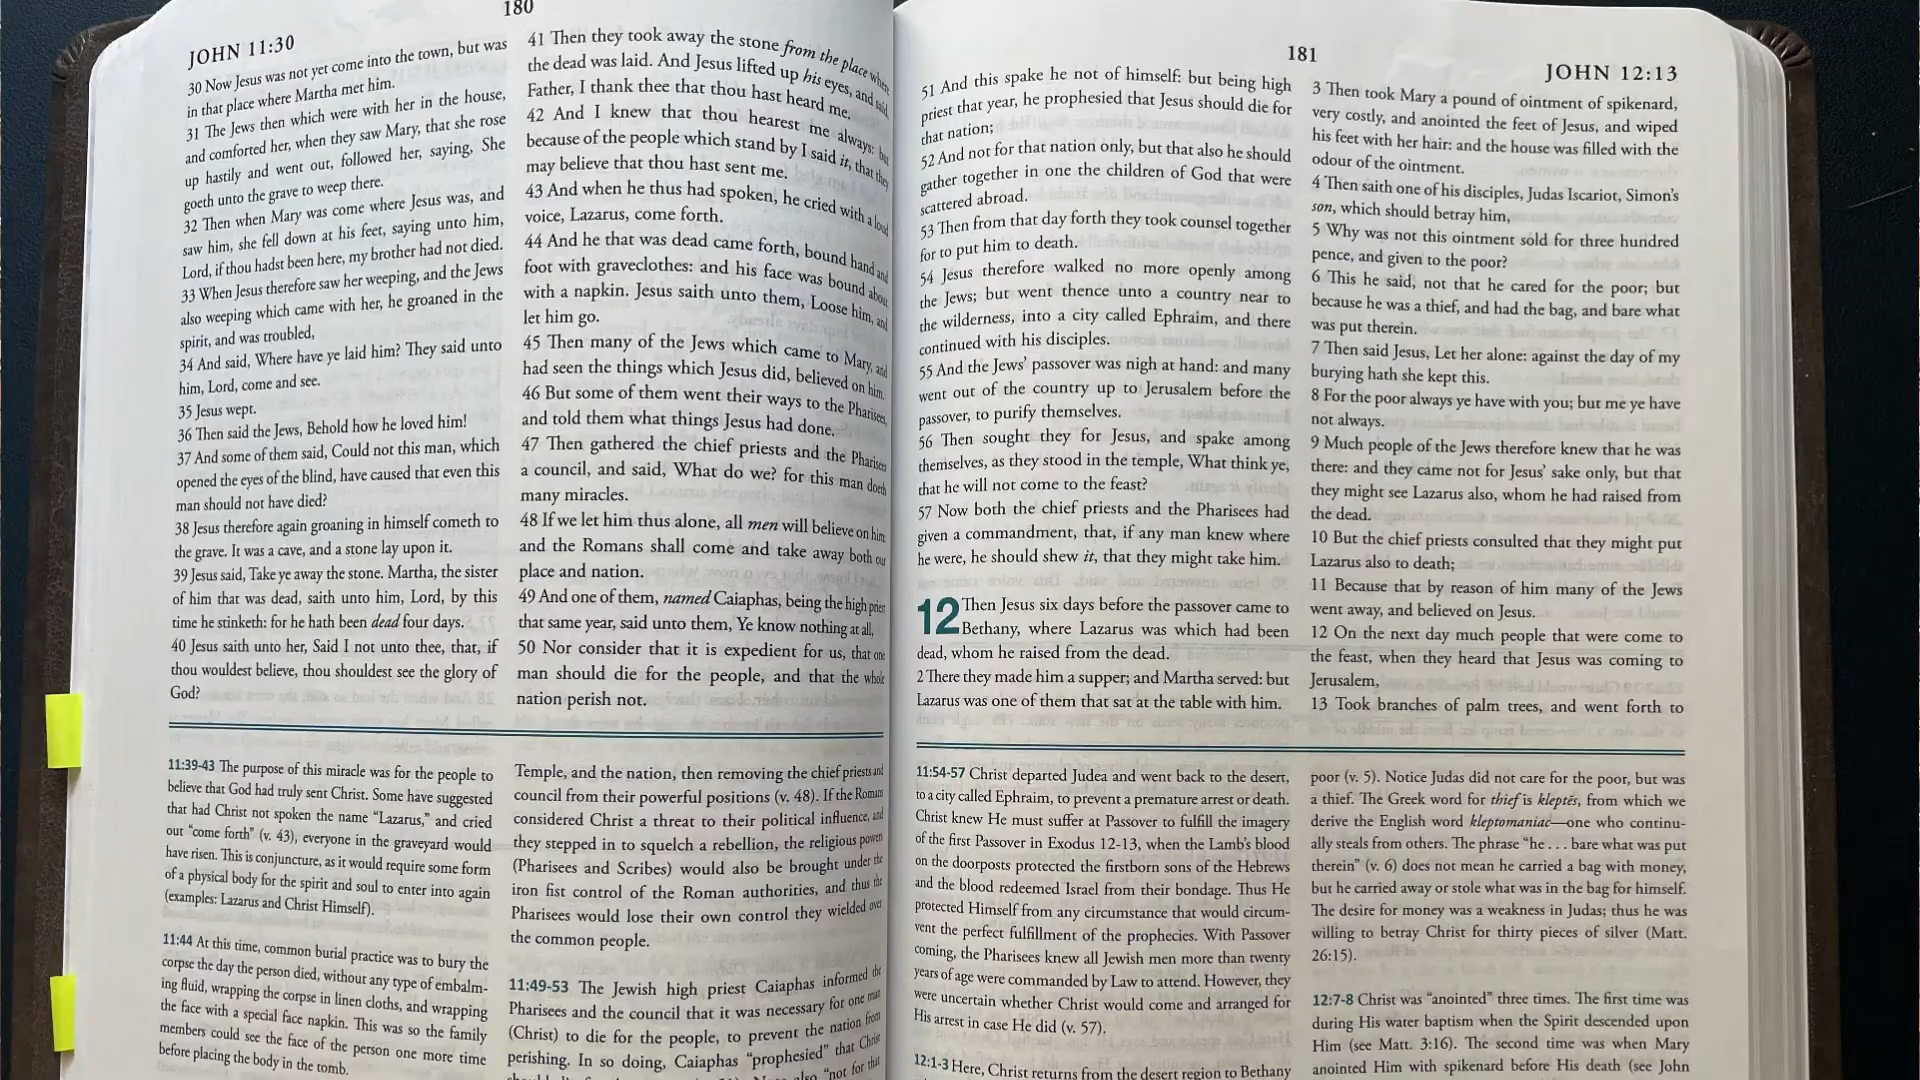 180
JOHN 11:30
30 Now Jesus was not yet come into the town, but was
in that place where Martha met him.
31 The Jews then which were with her in the house,
and comforted her, when they saw Mary, that she rose
up hastily and went out, followed her, saying, She
goeth unto the grave to weep there.
32 Then when Mary was come where Jesus was, and
saw him, she fell down at his feet, saying unto him,
Lord, if thou hadst been here, my brother had not died.
33 When Jesus therefore saw her weeping, and the Jews
also weeping which came with her, he groaned in the
spirit, and was troubled,
34 And said, Where have ye laid him? They said unto
him, Lord, come and see.
35 Jesus wept.
36 Then said the Jews, Behold how he loved him!
37 And some of them said, Could not this man, which
opened the eyes of the blind, have caused that even this
man should not have died?
38 Jesus therefore again groaning in himself cometh to
the grave. It was a cave, and a stone lay upon it.
39 Jesus said, Take ye away the stone. Martha, the sister
of him that was dead, saith unto him, Lord, by this
time he stinketh: for he hath been dead four days.
40 Jesus saith unto her, Said I not unto thee, that, if
thou wouldest believe, thou shouldest see the glory of
God?
41 Then they took away the stone from the place where
the dead was laid. And Jesus lifted up his eyes, and said,
Father, I thank thee that thou hast heard me.
42 And I knew that thou hearest me always: but
because of the people which stand by I said it, that they
may believe that thou hast sent me.
43 And when he thus had spoken, he cried with a loud
voice, Lazarus, come forth.
44 And he that was dead came forth, bound hand and
foot with graveclothes: and his face was bound about
with a napkin. Jesus saith unto them, Loose him, and
let him go.
45 Then many of the Jews which came to Mary, and
had seen the things which Jesus did, believed on him.
46 But some of them went their ways to the Pharisees,
and told them what things Jesus had done.
47 Then gathered the chief priests and the Pharisees
a council, and said, What do we? for this man doeth
many miracles.
48 If we let him thus alone, all men will believe on him:
and the Romans shall come and take away both our
place and nation.
49 And one of them, named Caiaphas, being the high priest
that same year, said unto them, Ye know nothing at all,
50 Nor consider that it is expedient for us, that one
man should die for the people, and that the whole
nation perish not.
11:39-43 The purpose of this miracle was for the people to
believe that God had truly sent Christ. Some have suggested
that had Christ not spoken the name “Lazarus,” and cried
out “come forth” (v. 43), everyone in the graveyard would
have risen. This is conjuncture, as it would require some form
of a physical body for the spirit and soul to enter into again
(examples: Lazarus and Christ Himself).
11:44 At this time, common burial practice was to bury the
corpse the day the person died, without any type of embalm-
ing fluid, wrapping the corpse in linen cloths, and wrapping
the face with a special face napkin. This was so the family
members could see the face of the person one more time
before placing the body in the tomb.
Temple, and the nation, then removing the chief priests and
council from their powerful positions (v. 48). If the Romans
considered Christ a threat to their political influence, and
they stepped in to squelch a rebellion, the religious powers
(Pharisees and Scribes) would also be brought under the
iron fist control of the Roman authorities, and thus the
Pharisees would lose their own control they wielded over
the common people.
11:49-53 The Jewish high priest Caiaphas informed the
Pharisees and the council that it was necessary for one man
(Christ) to die for the people, to prevent the nation from
perishing. In so doing, Caiaphas “prophesied” that Christ
also “not for that
181
JOHN 12:13
51 And this spake he not of himself: but being high
priest that year, he prophesied that Jesus should die for
that nation;
52 And not for that nation only, but that also he should
gather together in one the children of God that were
scattered abroad.
53 Then from that day forth they took counsel together
for to put him to death.
54 Jesus therefore walked no more openly among
the Jews; but went thence unto a country near to
the wilderness, into a city called Ephraim, and there
continued with his disciples.
55 And the Jews’ passover was nigh at hand: and many
went out of the country up to Jerusalem before the
passover, to purify themselves.
56 Then sought they for Jesus, and spake among
themselves, as they stood in the temple, What think ye,
that he will not come to the feast?
57 Now both the chief priests and the Pharisees had
given a commandment, that, if any man knew where
he were, he should shew it, that they might take him.
12 Then Jesus six days before the passover came to
Bethany, where Lazarus was which had been
dead, whom he raised from the dead.
2 There they made him a supper; and Martha served: but
Lazarus was one of them that sat at the table with him.
3 Then took Mary a pound of ointment of spikenard,
very costly, and anointed the feet of Jesus, and wiped
his feet with her hair: and the house was filled with the
odour of the ointment.
4 Then saith one of his disciples, Judas Iscariot, Simon’s
son, which should betray him,
5 Why was not this ointment sold for three hundred
pence, and given to the poor?
6 This he said, not that he cared for the poor; but
because he was a thief, and had the bag, and bare what
was put therein.
7 Then said Jesus, Let her alone: against the day of my
burying hath she kept this.
8 For the poor always ye have with you; but me ye have
not always.
9 Much people of the Jews therefore knew that he was
there: and they came not for Jesus’ sake only, but that
they might see Lazarus also, whom he had raised from
the dead.
10 But the chief priests consulted that they might put
Lazarus also to death;
11 Because that by reason of him many of the Jews
went away, and believed on Jesus.
12 On the next day much people that were come to
the feast, when they heard that Jesus was coming to
Jerusalem,
13 Took branches of palm trees, and went forth to
11:54-57 Christ departed Judea and went back to the desert,
to a city called Ephraim, to prevent a premature arrest or death.
Christ knew He must suffer at Passover to fulfill the imagery
of the first Passover in Exodus 12-13, when the Lamb’s blood
on the doorposts protected the firstborn sons of the Hebrews
and the blood redeemed Israel from their bondage. Thus He
protected Himself from any circumstance that would circum-
vent the perfect fulfillment of the prophecies. With Passover
coming, the Pharisees knew all Jewish men more than twenty
years of age were commanded by Law to attend. However, they
were uncertain whether Christ would come and arranged for
His arrest in case He did (v. 57).
12:1-3 Here, Christ returns from the desert region to Bethany
poor (v. 5). Notice Judas did not care for the poor, but was
a thief. The Greek word for thief is kleptēs, from which we
derive the English word kleptomaniac—one who continu-
ally steals from others. The phrase “he . . . bare what was put
therein” (v. 6) does not mean he carried a bag with money,
but he carried away or stole what was in the bag for himself.
The desire for money was a weakness in Judas; thus he was
willing to betray Christ for thirty pieces of silver (Matt.
26:15).
12:7-8 Christ was “anointed” three times. The first time was
during His water baptism when the Spirit descended upon
Him (see Matt. 3:16). The second time was when Mary
anointed Him with spikenard before His death (see John